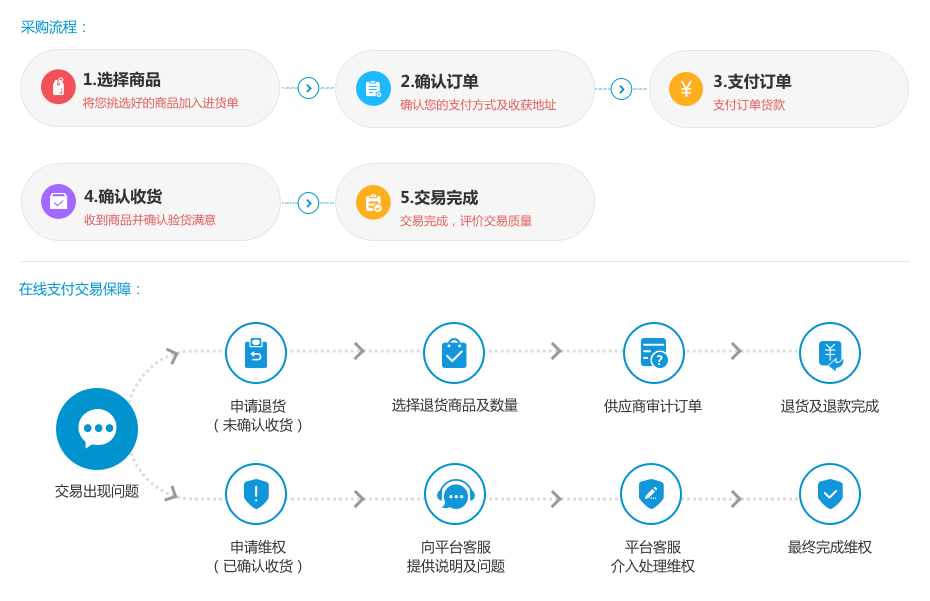 采购流程：
1.选择商品
将您挑选好的商品加入进货单
2.确认订单
确认您的支付方式及收获地址
3.支付订单
支付订单货款
4.确认收货
收到商品并确认验货满意
5.交易完成
交易完成，评价交易质量
在线支付交易保障：
交易出现问题
申请退货
（未确认收货）
选择退货商品及数量
供应商审计订单
退货及退款完成
申请维权
（已确认收货）
向平台客服
提供说明及问题
平台客服
介入处理维权
最终完成维权